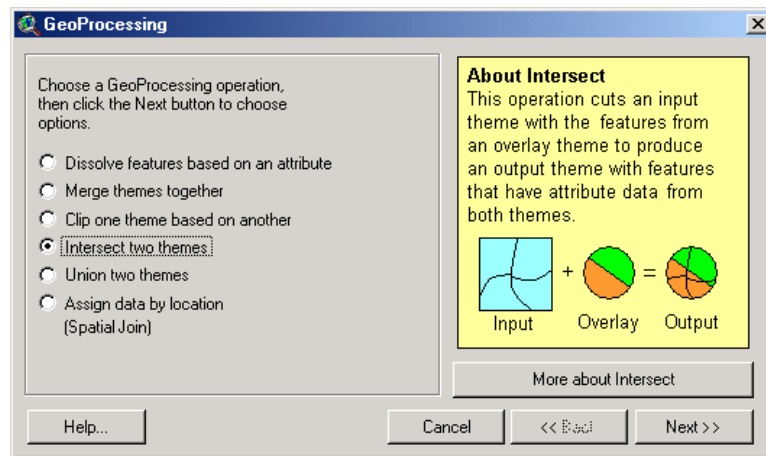 GeoProcessing
Choose a GeoProcessing operation,
then click the Next button to choose
options.
Dissolve features based on an attribute
Merge themes together
Clip one theme based on another
Intersect two themes
Union two themes
Assign data by location
(Spatial Join)
About Intersect
This operation cuts an input
theme with the features from
an overlay theme to produce
an output theme with features
that have attribute data from
both themes.
+ =
Input Overlay Output
More about Intersect
Help... Cancel << Back Next >>